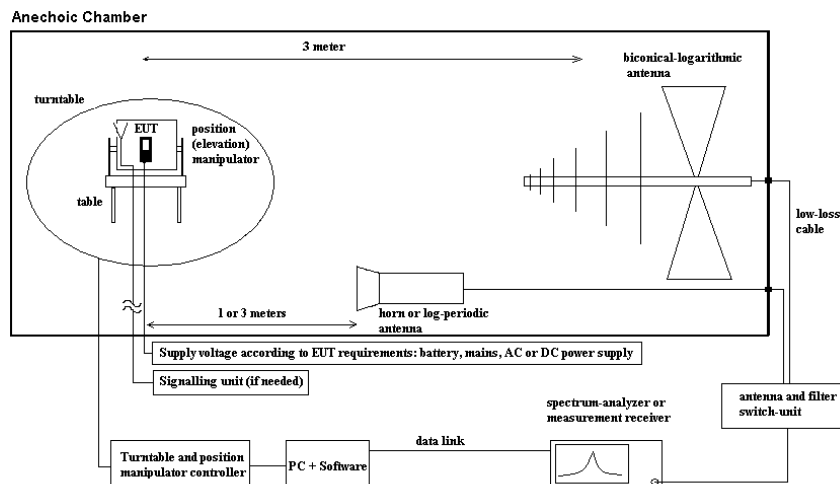 Anechoic Chamber
3 meter
biconical-logarithmic
antenna
turntable
EUT
position
(elevation)
manipulator
table
low-loss
cable
1 or 3 meters
horn or log-periodic
antenna
Supply voltage according to EUT requirements: battery, mains, AC or DC power supply
Signalling unit (if needed)
spectrum-analyzer or
measurement receiver
antenna and filter
switch-unit
data link
Turntable and position
manipulator controller
PC + Software